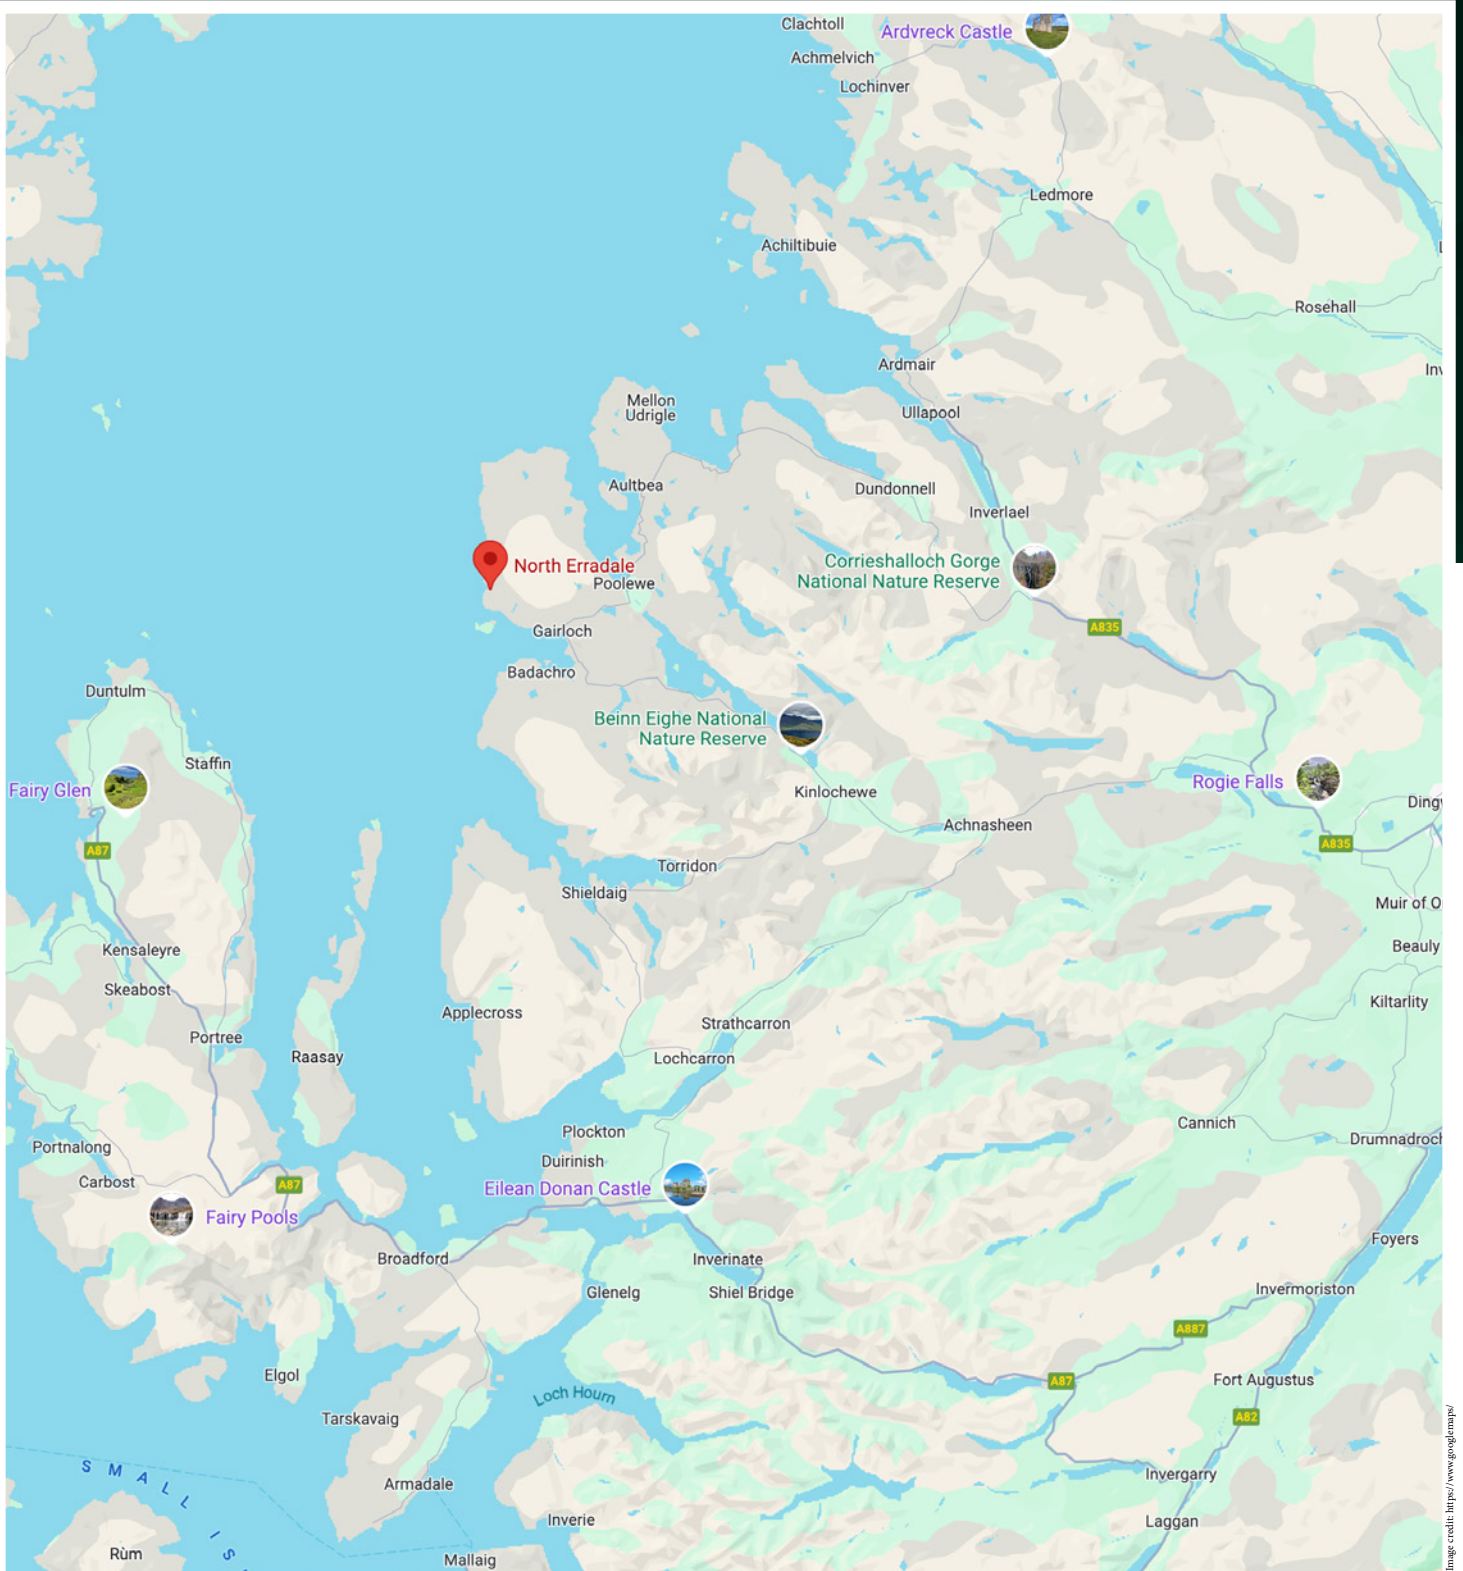 Clachtoll
Ardvreck Castle
Achmelvich
Lochinver
Ledmore
Achiltibuie
Rosehall
Ardmair
Mellon
Udrigle
Ullapool
Aultbea
Dundonnell
Inverlael
Corrieshalloch Gorge
National Nature Reserve
North Erradale
Poolewe
A835
Gairloch
Badachro
Duntulm
Beinn Eighe National
Nature Reserve
Staffin
Fairy Glen
Rogie Falls
Kinlochewe
Achnasheen
A87
A835
Torridon
Shieldaig
Muir of O
Kensaleyre
Beauly
Skeabost
Kiltarlity
Applecross
Strathcarron
Portree
Raasay
Lochcarron
Cannich
Plockton
Drumnadroch
Portnalong
Duirinish
Carbost
A87
Eilean Donan Castle
Fairy Pools
Foyers
Broadford
Inverinate
Glenelg
Shiel Bridge
Invermoriston
A887
Elgol
A87
Fort Augustus
Loch Hourn
Tarskavaig
A82
SMALL IS
Armadale
Invergarry
Inverie
Laggan
Rùm
Mallaig
Image credit: https://www.googlemaps/